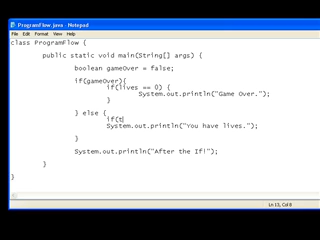 ProgramFlow.java - Notepad
File Edit Format View Help
class ProgramFlow {
public static void main(String[] args) {
boolean gameOver = false;
if(gameOver){
if(lives == 0) {
System.out.println("Game Over.");
}
} else {
if(t
System.out.println("You have lives.");
}
System.out.println("After the If!");
}
}
Ln 13, Col 8